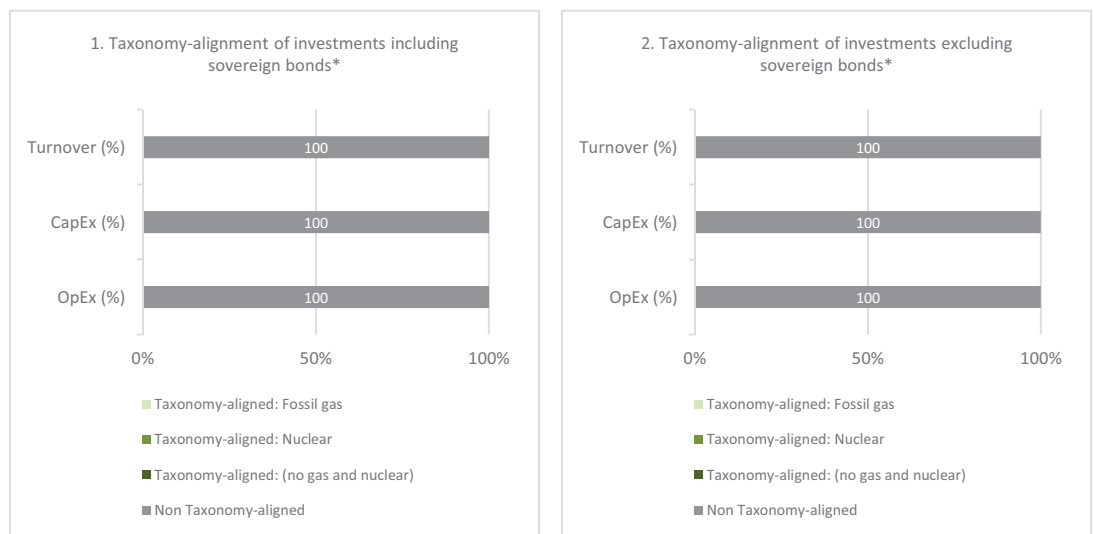 1. Taxonomy-alignment of investments including
sovereign bonds*
Turnover (%)
100
CapEx (%)
100
OpEx (%)
100
0%
50%
100%
Taxonomy-aligned: Fossil gas
Taxonomy-aligned: Nuclear
Taxonomy-aligned: (no gas and nuclear)
Non Taxonomy-aligned
2. Taxonomy-alignment of investments excluding
sovereign bonds*
Turnover (%)
100
CapEx (%)
100
OpEx (%)
100
0%
50%
100%
Taxonomy-aligned: Fossil gas
Taxonomy-aligned: Nuclear
Taxonomy-aligned: (no gas and nuclear)
Non Taxonomy-aligned